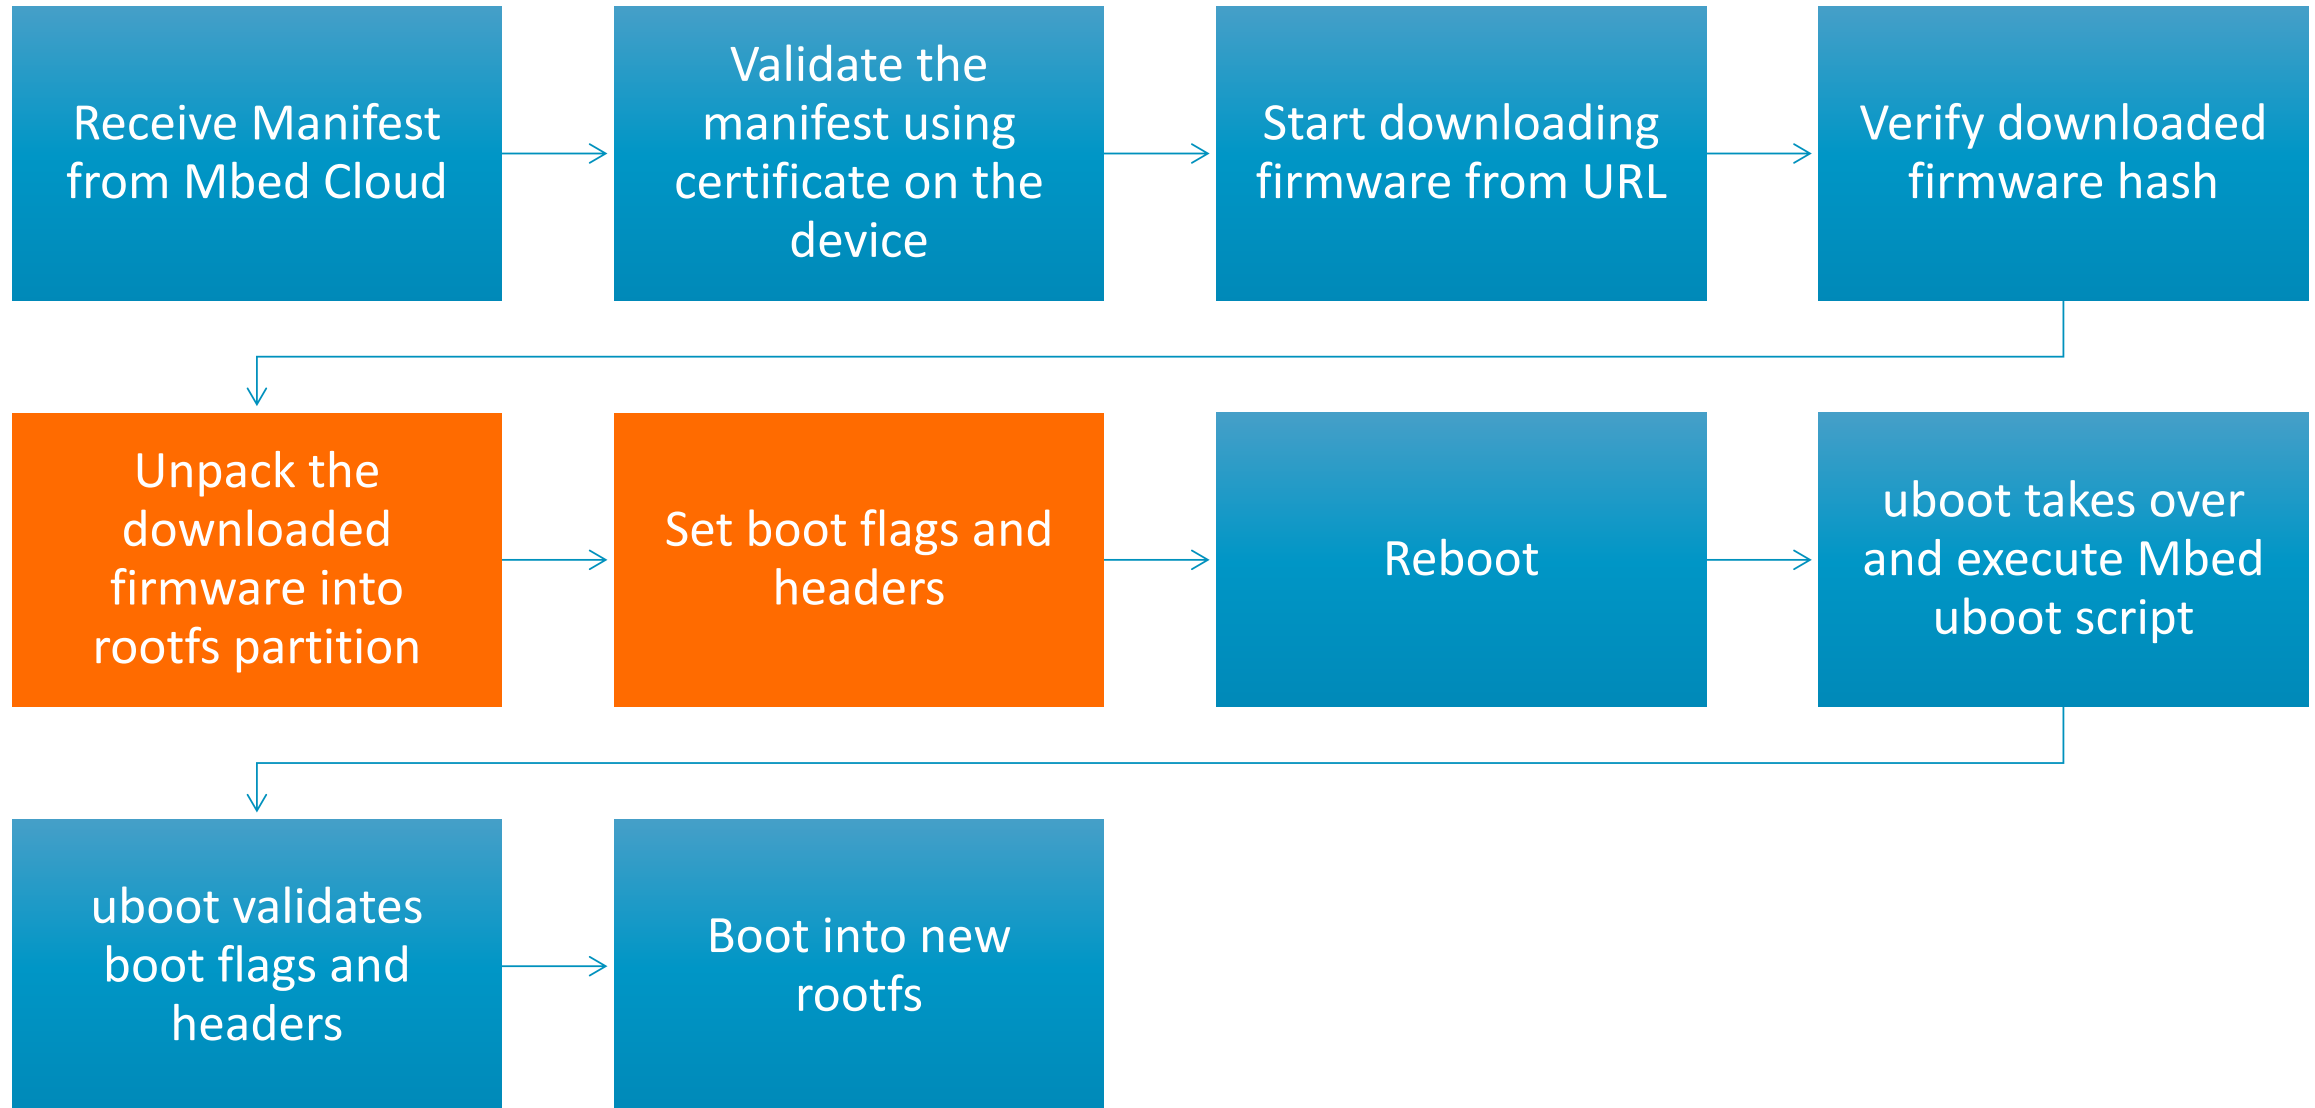 Receive Manifest
from Mbed Cloud
Validate the
manifest using
certificate on the
device
Start downloading
firmware from URL
Verify downloaded
firmware hash
Unpack the
downloaded
firmware into
rootfs partition
Set boot flags and
headers
Reboot
uboot takes over
and execute Mbed
uboot script
uboot validates
boot flags and
headers
Boot into new
rootfs